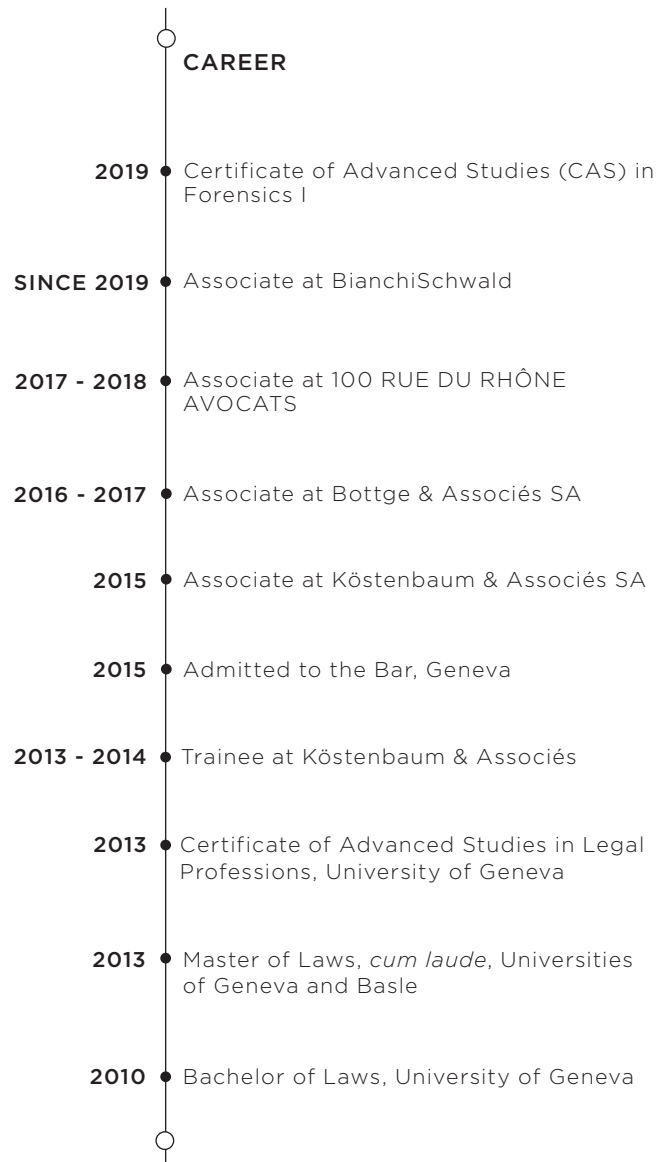 CAREER
2019 Certificate of Advanced Studies (CAS) in
Forensics I
SINCE 2019 Associate at BianchiSchwald
2017 - 2018 Associate at 100 RUE DU RHÔNE
AVOCATS
2016 - 2017 Associate at Bottge & Associés SA
2015 Associate at Köstenbaum & Associés SA
2015 Admitted to the Bar, Geneva
2013 - 2014 Trainee at Köstenbaum & Associés
2013 Certificate of Advanced Studies in Legal
Professions, University of Geneva
2013 Master of Laws, cum laude, Universities
of Geneva and Basle
2010 Bachelor of Laws, University of Geneva